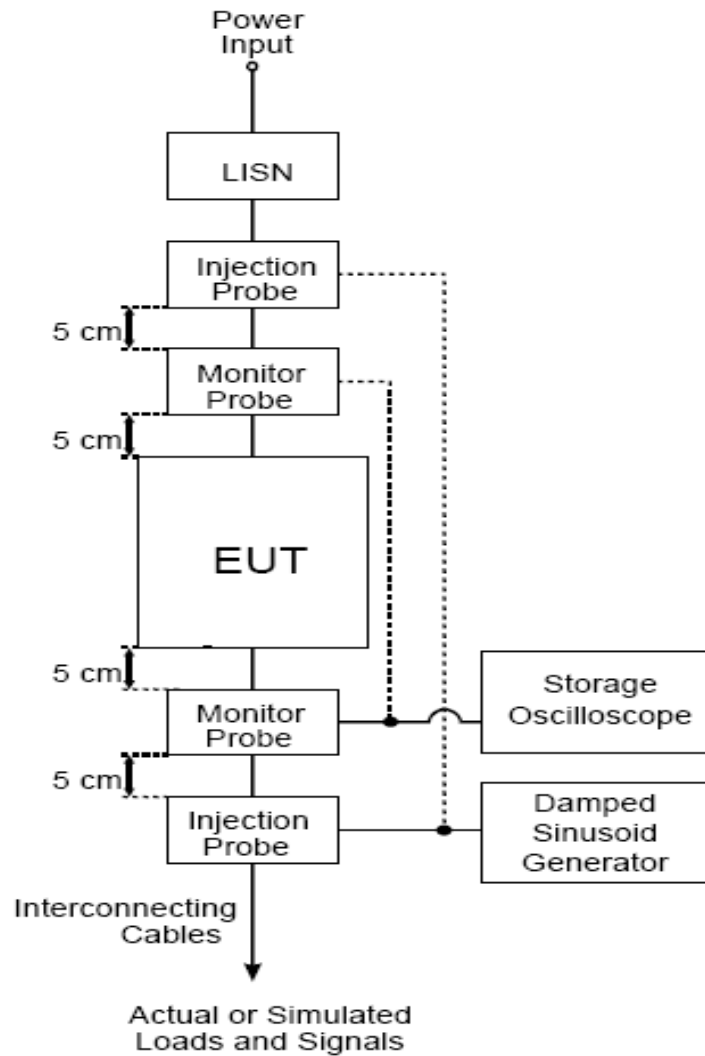 Power
Input
LISN
Injection
Probe
5 cm
Monitor
Probe
5 cm
EUT
5 cm
Monitor
Probe
Storage
Oscilloscope
5 cm
Injection
Probe
Damped
Sinusoid
Generator
Interconnecting
Cables
Actual or Simulated
Loads and Signals